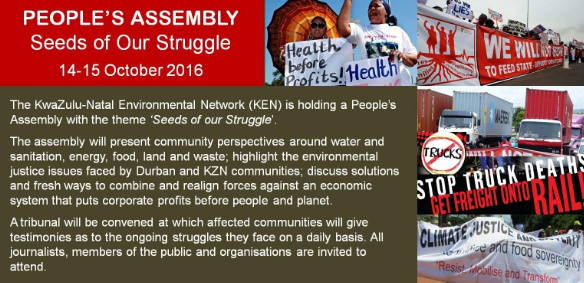 PEOPLE'S ASSEMBLY
Seeds of Our Struggle
14-15 October 2016
The KwaZulu-Natal Environmental Network (KEN) is holding a People's
Assembly with the theme 'Seeds of our Struggle'.
The assembly will present community perspectives around water and
sanitation, energy, food, land and waste; highlight the environmental
justice issues faced by Durban and KZN communities; discuss solutions
and fresh ways to combine and realign forces against an economic
system that puts corporate profits before people and planet.
A tribunal will be convened at which affected communities will give
testimonies as to the ongoing struggles they face on a daily basis. All
journalists, members of the public and organisations are invited to
attend.
Health
before
Profits!
Health
LIES
WE WILL NOT
TO FEED STATE
TRUCKS
STOP TRUCK DEATHS
GET FREIGHT ONTO
RAIL
CLIMATE JUSTICE AND
and food sovereignty
"Resist, Mobilise and Transform"